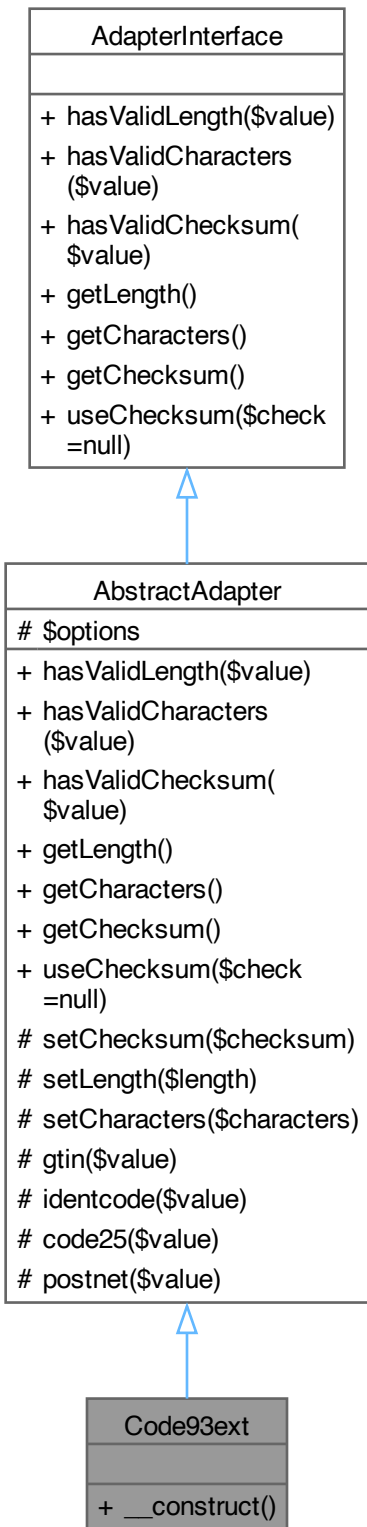 AdapterInterface
+ hasValidLength($value)
+ hasValidCharacters
($value)
+ hasValidChecksum(
$value)
+ getLength()
+ getCharacters()
+ getChecksum()
+ useChecksum($check
=null)
AbstractAdapter
# $options
+ hasValidLength($value)
+ hasValidCharacters
($value)
+ hasValidChecksum(
$value)
+ getLength()
+ getCharacters()
+ getChecksum()
+ useChecksum($check
=null)
# setChecksum($checksum)
# setLength($length)
# setCharacters($characters)
# gtin($value)
# identcode($value)
# code25($value)
# postnet($value)
Code93ext
+ __construct()